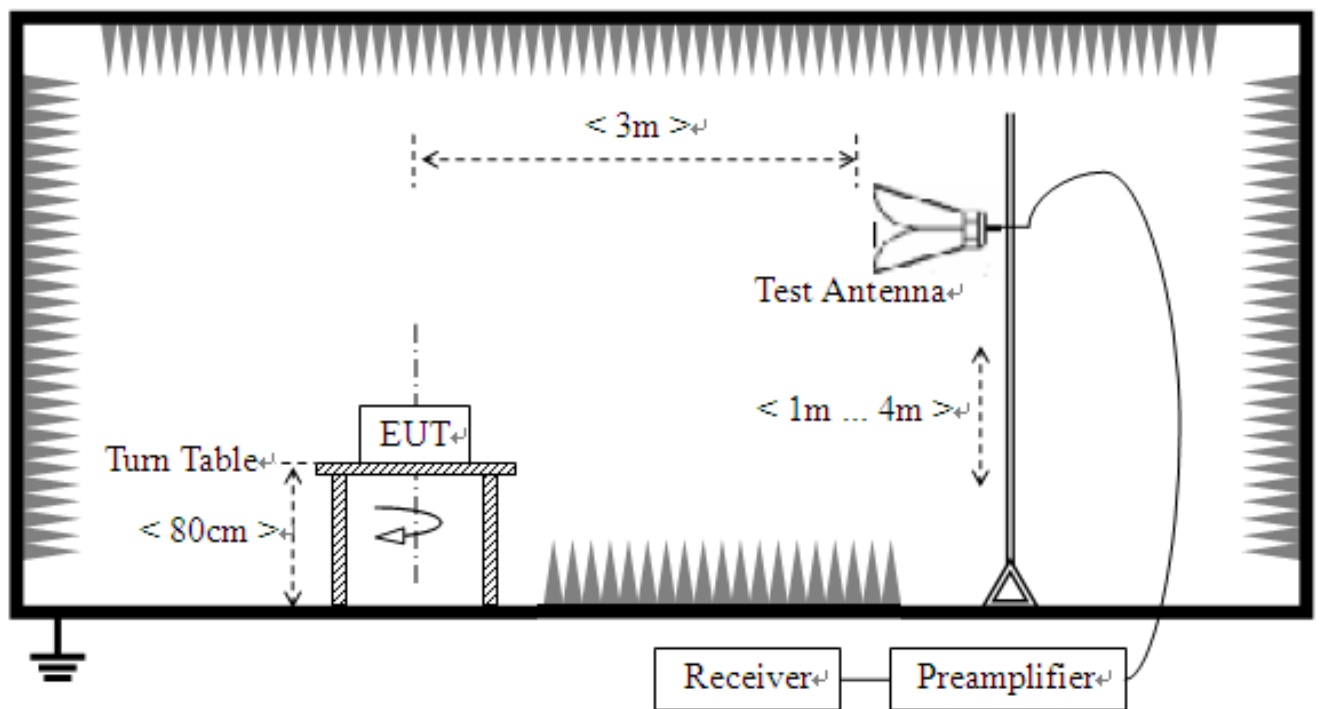 < 3m >↵
Test Antenna↵
< 1m ... 4m >↵
EUT↵
Turn Table↵
< 80cm >↵
Receiver↵
Preamplifier↵